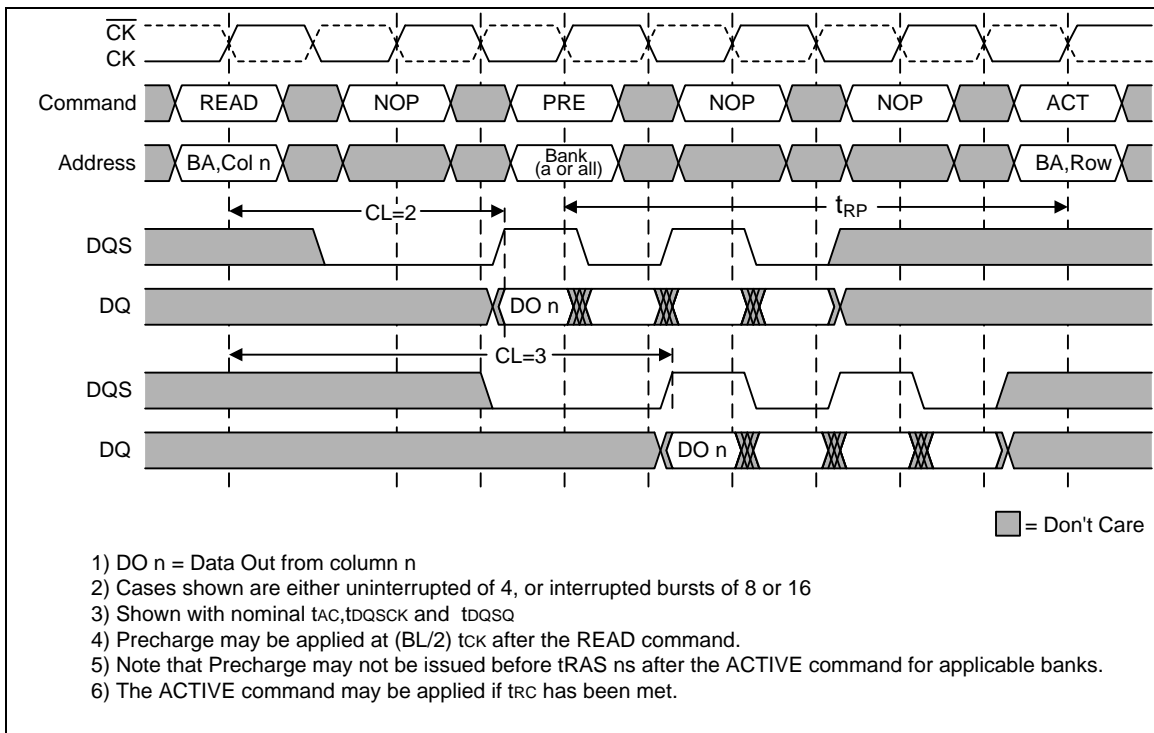 CK
CK
Command READ NOP PRE NOP NOP ACT
Address BA,Col n Bank (a or all) BA,Row
CL=2 tRP
DQS
DQ DO n
CL=3
DQS
DQ DO n
= Don't Care
1) DO n = Data Out from column n
2) Cases shown are either uninterrupted of 4, or interrupted bursts of 8 or 16
3) Shown with nominal tAC,tDQSCK and tDQSQ
4) Precharge may be applied at (BL/2) tCK after the READ command.
5) Note that Precharge may not be issued before tRAS ns after the ACTIVE command for applicable banks.
6) The ACTIVE command may be applied if tRC has been met.